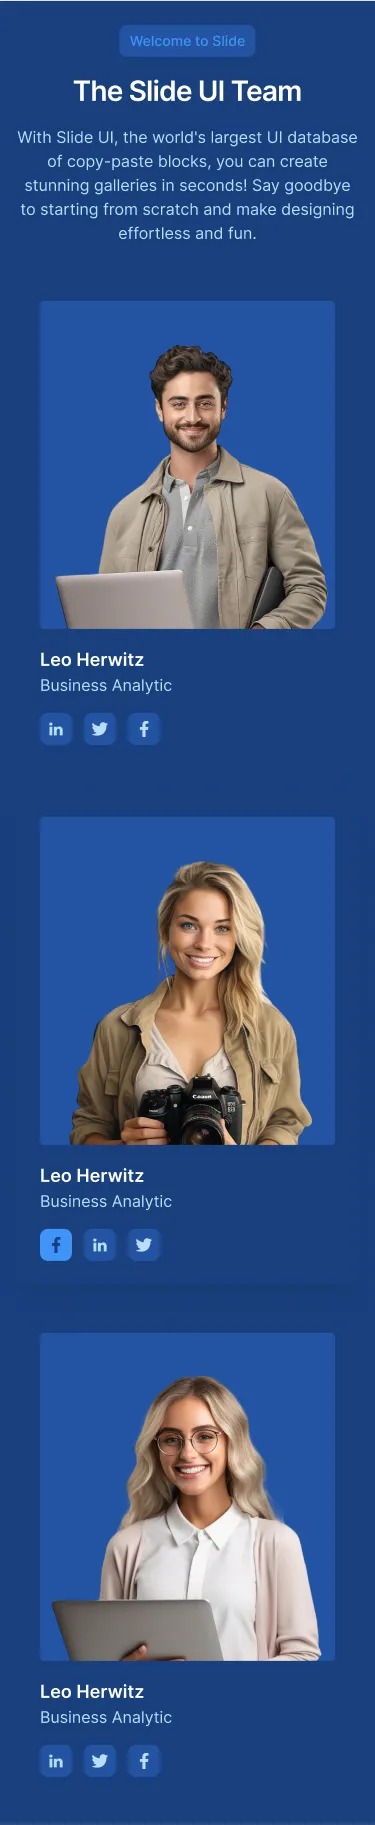 Welcome to Slide
The Slide UI Team
With Slide UI, the world's largest UI database
of copy-paste blocks, you can create
stunning galleries in seconds! Say goodbye
to starting from scratch and make designing
effortless and fun.
Leo Herwitz
Business Analytic
in
Canon
Leo Herwitz
Business Analytic
in
Leo Herwitz
Business Analytic
in